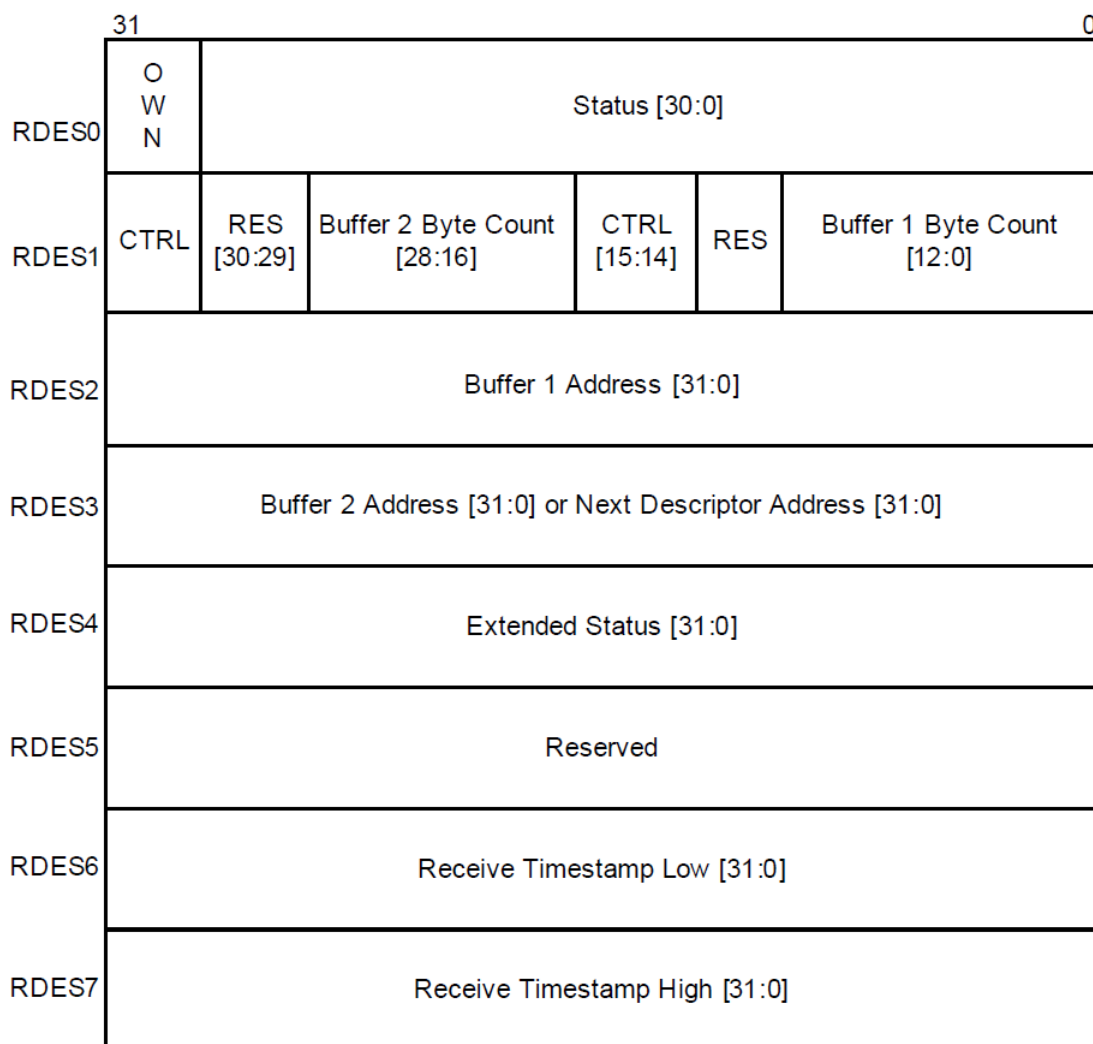 31
0
RDES0
O
W
N
Status [30:0]
RDES1
CTRL
RES
[30:29]
Buffer 2 Byte Count
[28:16]
CTRL
[15:14]
RES
Buffer 1 Byte Count
[12:0]
RDES2
Buffer 1 Address [31:0]
RDES3
Buffer 2 Address [31:0] or Next Descriptor Address [31:0]
RDES4
Extended Status [31:0]
RDES5
Reserved
RDES6
Receive Timestamp Low [31:0]
RDES7
Receive Timestamp High [31:0]